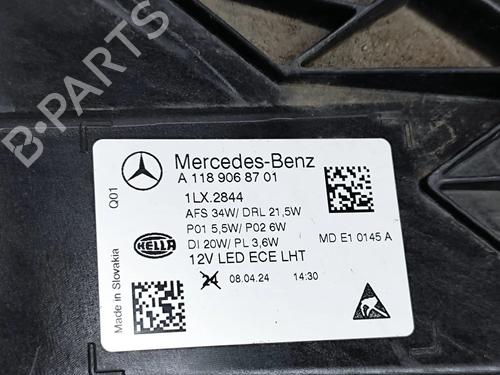 B-PARTS
Mercedes-Benz
A 118 906 87 01
1LX.2844
AFS 34W/ DRL 21,5W
P01 5,5W/ P02 6W
DI 20W/ PL 3,6W
12V LED ECE LHT
MD E1 0145 A
HELLA
24 08.04.24 14:30
Q01
Made in Slovakia